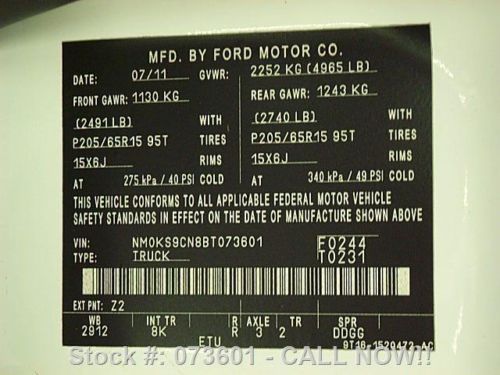 MFD. BY FORD MOTOR CO.
DATE: 07/11 GVWR: 2252 KG (4965 LB)
FRONT GAWR: 1130 KG REAR GAWR: 1243 KG
(2491 LB) WITH (2740 LB) WITH
P205/65R15 95T TIRES P205/65R15 95T TIRES
15X6J RIMS 15X6J RIMS
AT 275 kPa / 40 PSI COLD AT 340 kPa / 49 PSI COLD
THIS VEHICLE CONFORMS TO ALL APPLICABLE FEDERAL MOTOR VEHICLE
SAFETY STANDARDS IN EFFECT ON THE DATE OF MANUFACTURE SHOWN ABOVE
VIN: NM0KS9CN8BT073601 F0244
TYPE: TRUCK T0231
EXT PNT: Z2
WB INT TR R AXLE TR SPR
2912 8K R 3 2 DDGG
ETU 9T16-1520472-AC
Stock #: 073601 - CALL NOW!!